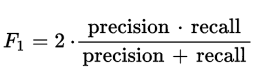 F₁ = 2 · (precision · recall) / (precision + recall)